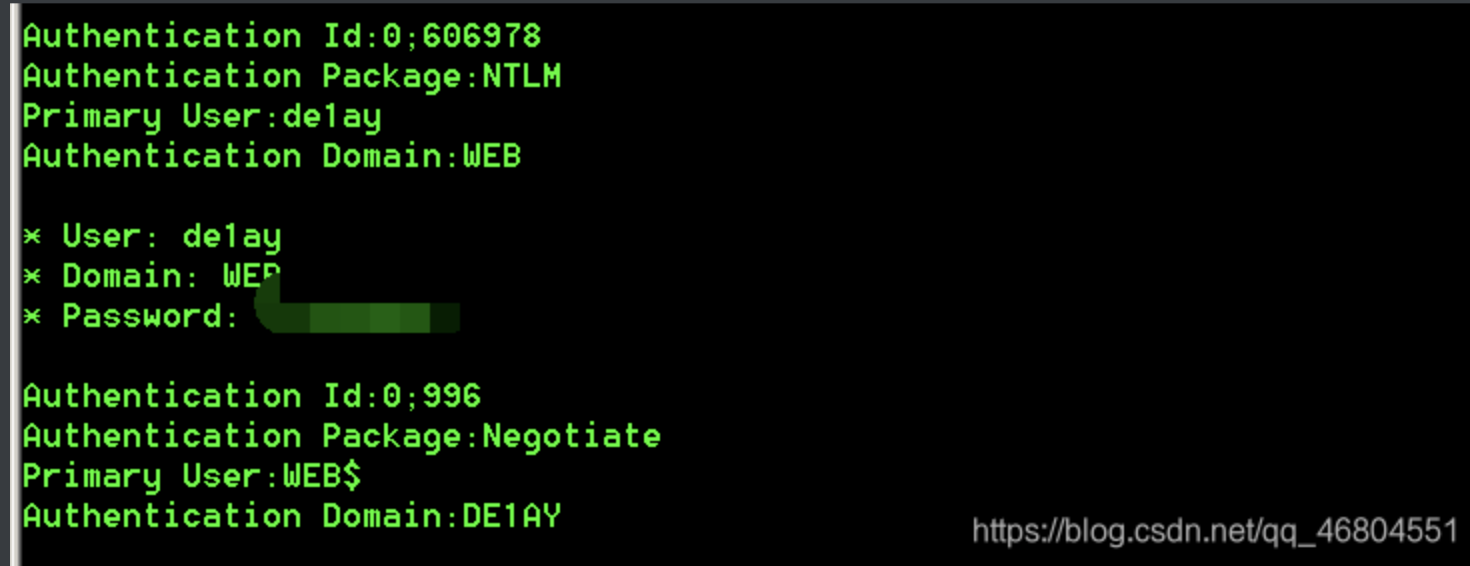 Authentication Id:0;606978
Authentication Package:NTLM
Primary User:de1ay
Authentication Domain:WEB
* User: de1ay
* Domain: WEB
* Password:
Authentication Id:0;996
Authentication Package:Negotiate
Primary User:WEB$
Authentication Domain:DE1AY
https://blog.csdn.net/qq_46804551